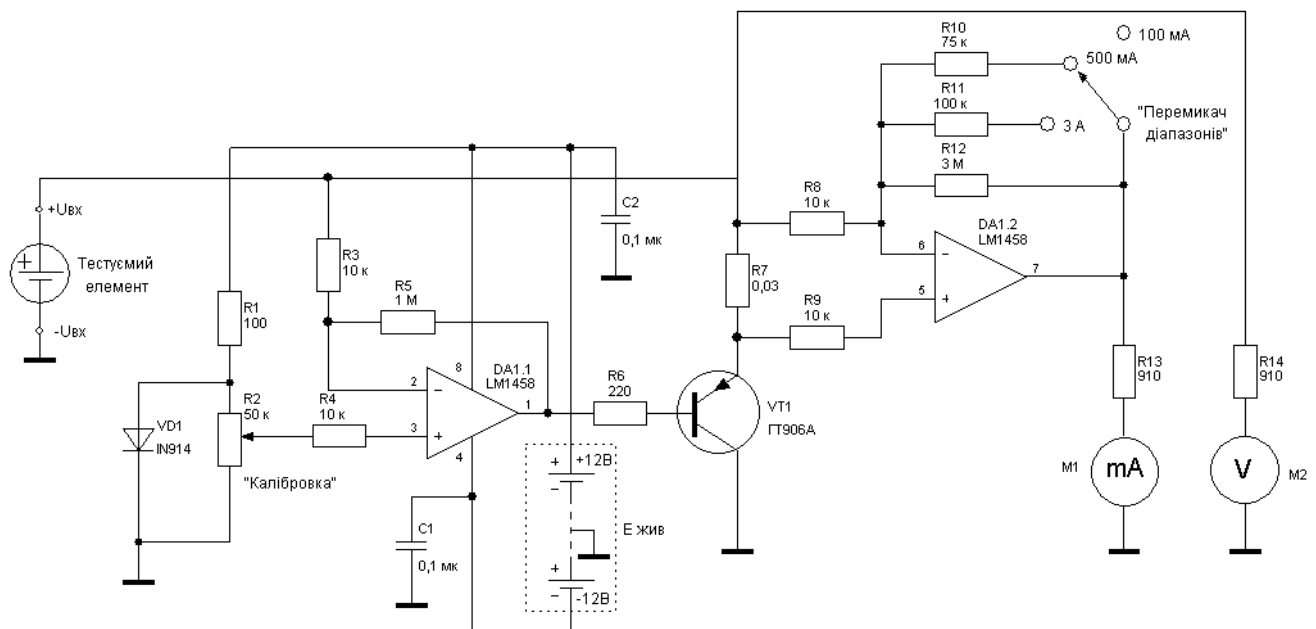 R10
75 к
100 мА
500 мА
R11
100 к
3 А
"Перемикач
діапазонів"
R12
3 М
R8
10 к
+Uвх
C2
0,1 мк
DA1.2
LM1458
6
−
7
5
+
R3
10 к
R7
0,03
+
Тестуємий
елемент
R5
1 М
R9
10 к
R1
100
-Uвх
8
DA1.1
LM1458
R13
910
R14
910
2
−
1
R6
220
R2
50 к
R4
10 к
3
+
4
VT1
ГТ906А
VD1
IN914
"Калібровка"
+
+12В
−
M1
mA
V
M2
C1
0,1 мк
Е жив
+
−
-12В